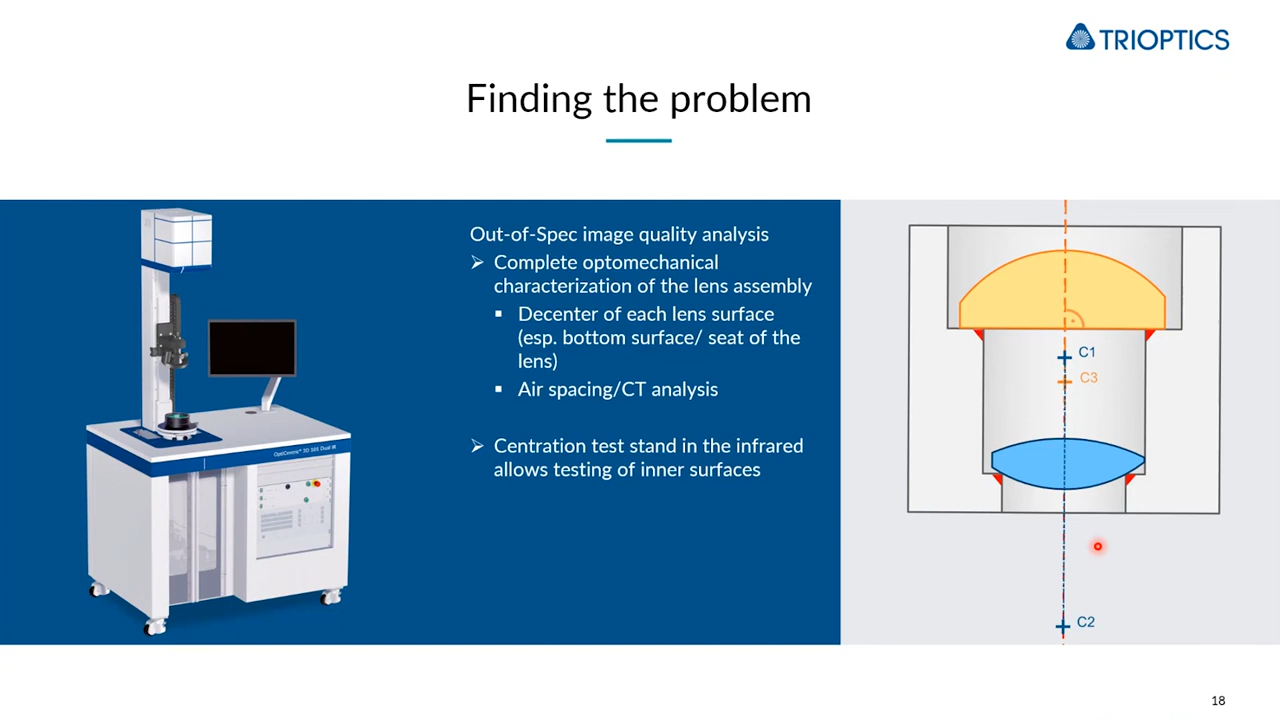 TRIOPTICS
Finding the problem
Out-of-Spec image quality analysis
➢ Complete optomechanical
characterization of the lens assembly
▪ Decenter of each lens surface
(esp. bottom surface/ seat of the
lens)
▪ Air spacing/CT analysis
➢ Centration test stand in the infrared
allows testing of inner surfaces
C1
C3
C2
18